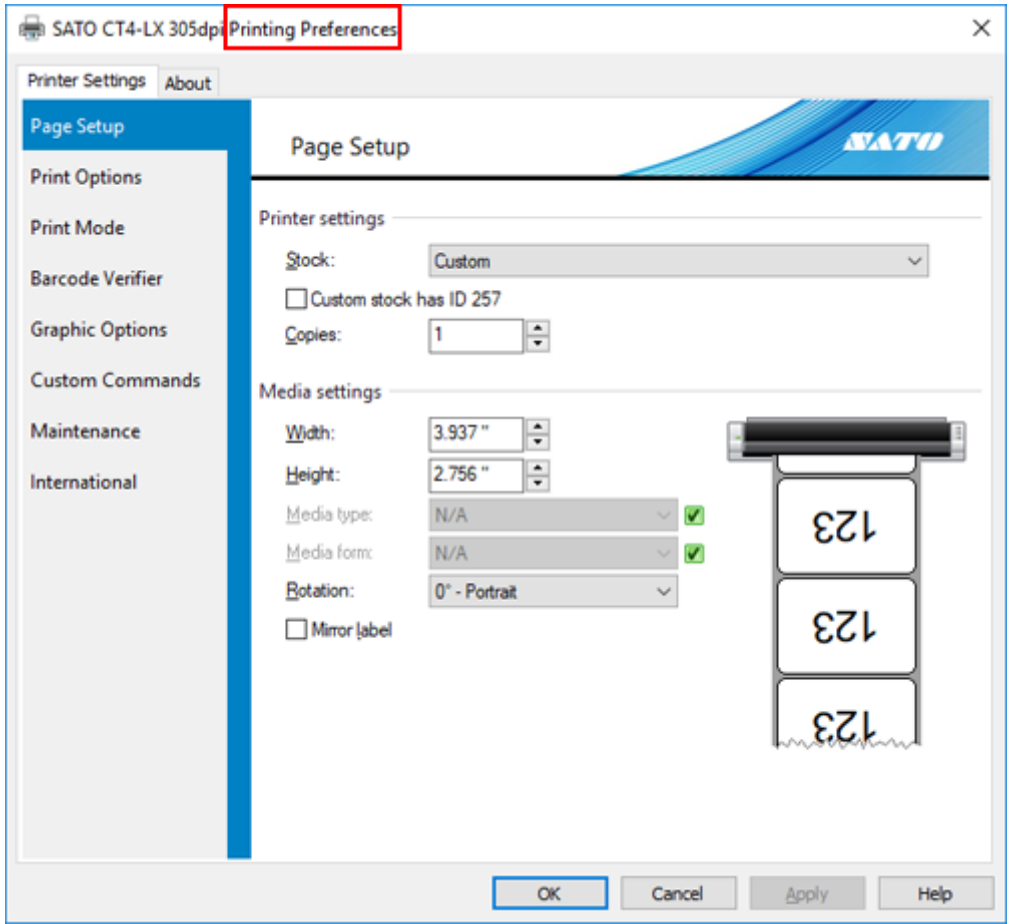 SATO CT4-LX 305dpi Printing Preferences
Printer Settings About
Page Setup
Print Options
Print Mode
Barcode Verifier
Graphic Options
Custom Commands
Maintenance
International
Page Setup
SATO
Printer settings
Stock: Custom
Custom stock has ID 257
Copies: 1
Media settings
Width: 3.937 "
Height: 2.756 "
Media type: N/A
Media form: N/A
Rotation: 0° - Portrait
Mirror label
123
123
123
OK Cancel Apply Help